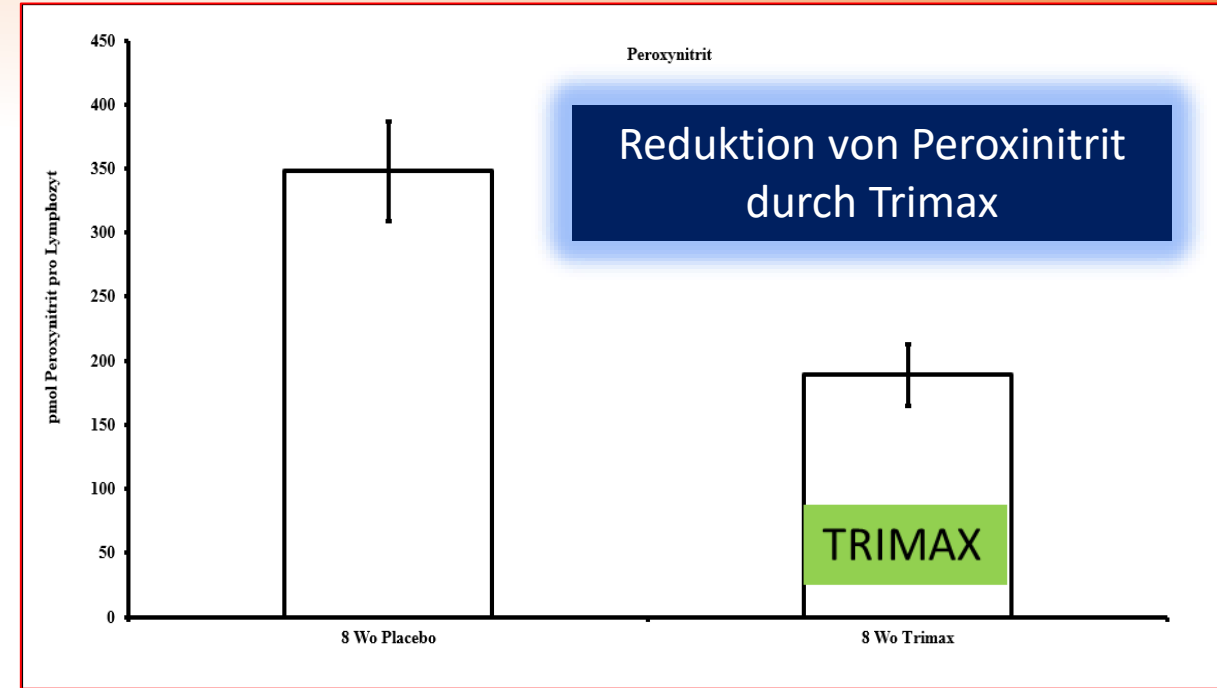 Peroxynitrit
Reduktion von Peroxinitrit
durch Trimax
pmol Peroxynitrit pro Lymphozyt
450
400
350
300
250
200
150
100
50
0
TRIMAX
8 Wo Placebo
8 Wo Trimax